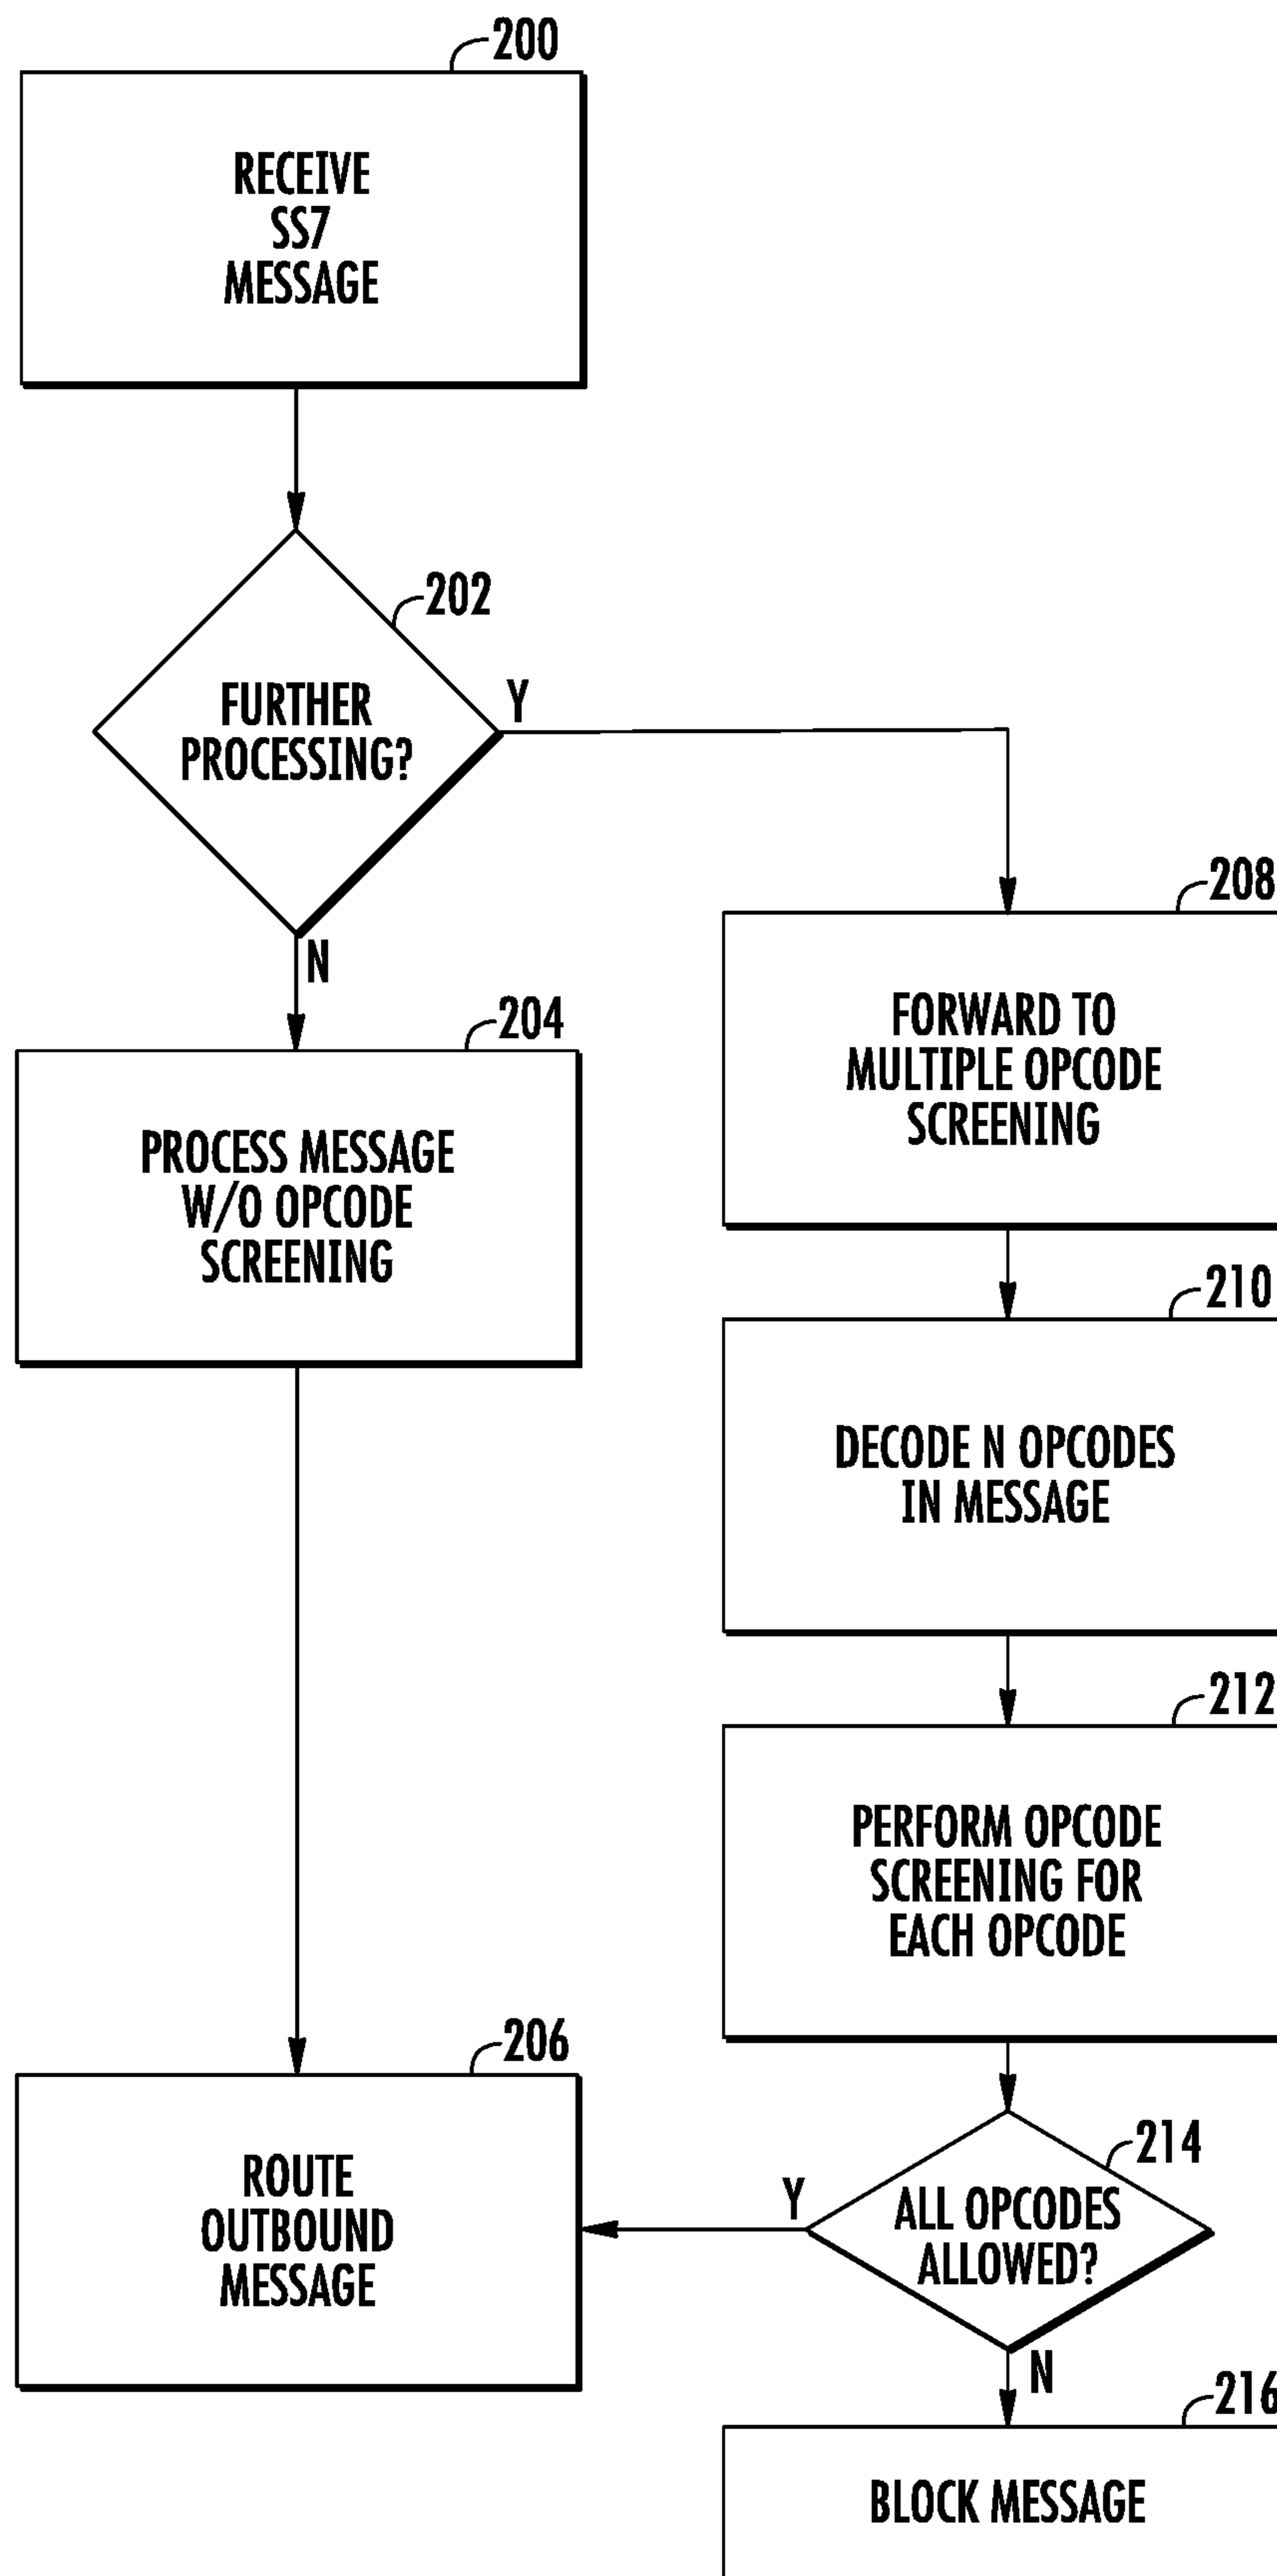 200
RECEIVE
SS7
MESSAGE
202
FURTHER
PROCESSING?
Y
N
204
PROCESS MESSAGE
W/O OPCODE
SCREENING
208
FORWARD TO
MULTIPLE OPCODE
SCREENING
210
DECODE N OPCODES
IN MESSAGE
212
PERFORM OPCODE
SCREENING FOR
EACH OPCODE
206
ROUTE
OUTBOUND
MESSAGE
214
ALL OPCODES
ALLOWED?
Y
N
216
BLOCK MESSAGE